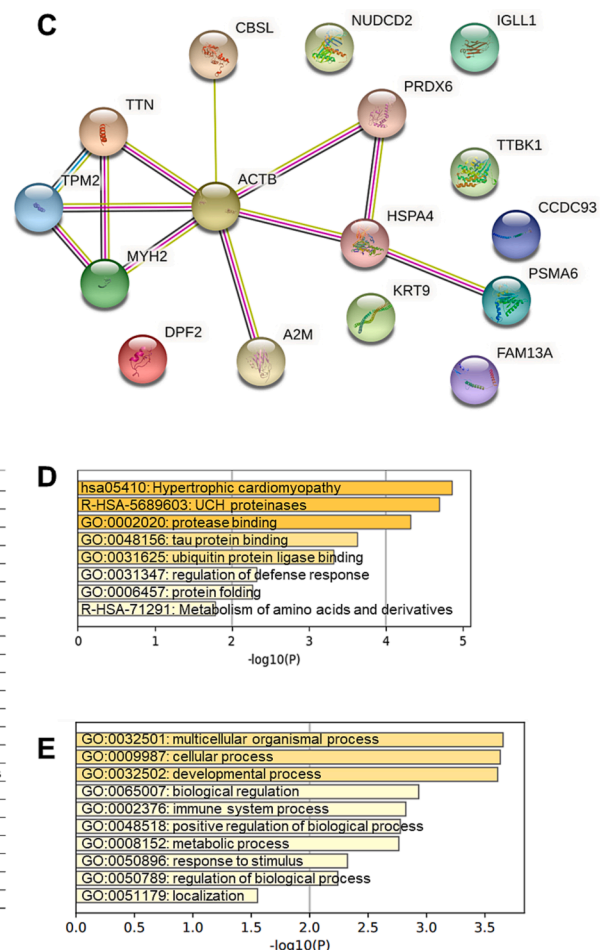 C
CBSL
NUDCD2
IGLL1
PRDX6
TTN
TTBK1
TPM2
ACTB
CCDC93
HSPA4
MYH2
PSMA6
KRT9
DPF2
A2M
FAM13A
D
hsa05410: Hypertrophic cardiomyopathy
R-HSA-5689603: UCH proteinases
GO:0002020: protease binding
GO:0048156: tau protein binding
GO:0031625: ubiquitin protein ligase binding
GO:0031347: regulation of defense response
GO:0006457: protein folding
R-HSA-71291: Metabolism of amino acids and derivatives
0 1 2 3 4 5
-log10(P)
E
GO:0032501: multicellular organismal process
GO:0009987: cellular process
GO:0032502: developmental process
GO:0065007: biological regulation
GO:0002376: immune system process
GO:0048518: positive regulation of biological process
GO:0008152: metabolic process
GO:0050896: response to stimulus
GO:0050789: regulation of biological process
GO:0051179: localization
0.0 0.5 1.0 1.5 2.0 2.5 3.0 3.5
-log10(P)